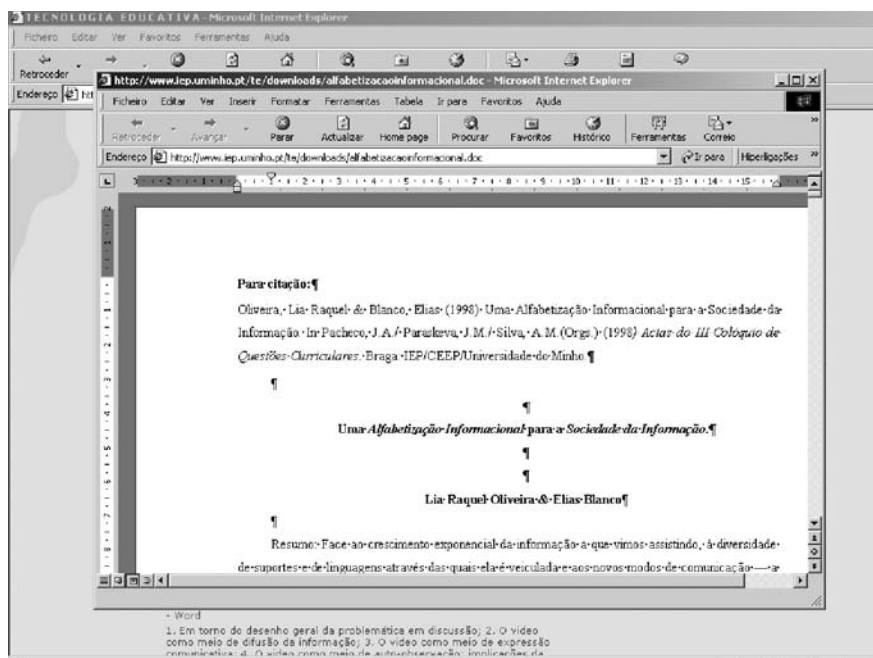 TECNOLOGIA EDUCATIVA - Microsoft Internet Explorer
Ficheiro Editar Ver Favoritos Ferramentas Ajuda
Retroceder
Endereço
http://www.iep.uminho.pt/te/downloads/alfabetizacaoinformacional.doc - Microsoft Internet Explorer
Ficheiro Editar Ver Inserir Formatar Ferramentas Tabela Ir para Favoritos Ajuda
Retroceder Avançar Parar Actualizar Home page Procurar Favoritos Histórico Ferramentas Correio
Endereço http://www.iep.uminho.pt/te/downloads/alfabetizacaoinformacional.doc Ir para Hiperligações
Para citação:¶
Oliveira, Lia Raquel & Blanco, Elias (1998) Uma Alfabetização Informacional para a Sociedade da
Informação. In Pacheco, J.A./ Paraskeva, J.M./ Silva, A.M.(Orgs.) (1998) Actas do III Colóquio de
Questões Curriculares. Braga IEP/CEEP/Universidade do Minho.¶
¶
¶
Uma Alfabetização Informacional para a Sociedade da Informação.¶
¶
¶
Lia Raquel Oliveira & Elias Blanco¶
¶
Resumo: Face ao crescimento exponencial da informação a que vimos assistindo, à diversidade
de suportes e de linguagens através das quais ela é veiculada e aos novos modos de comunicação — a
- Word
1. Em torno do desenho geral da problemática em discussão; 2. O vídeo
como meio de difusão da informação; 3. O vídeo como meio de expressão
comunicativa; 4. O vídeo como meio de auto-observação: implicações da